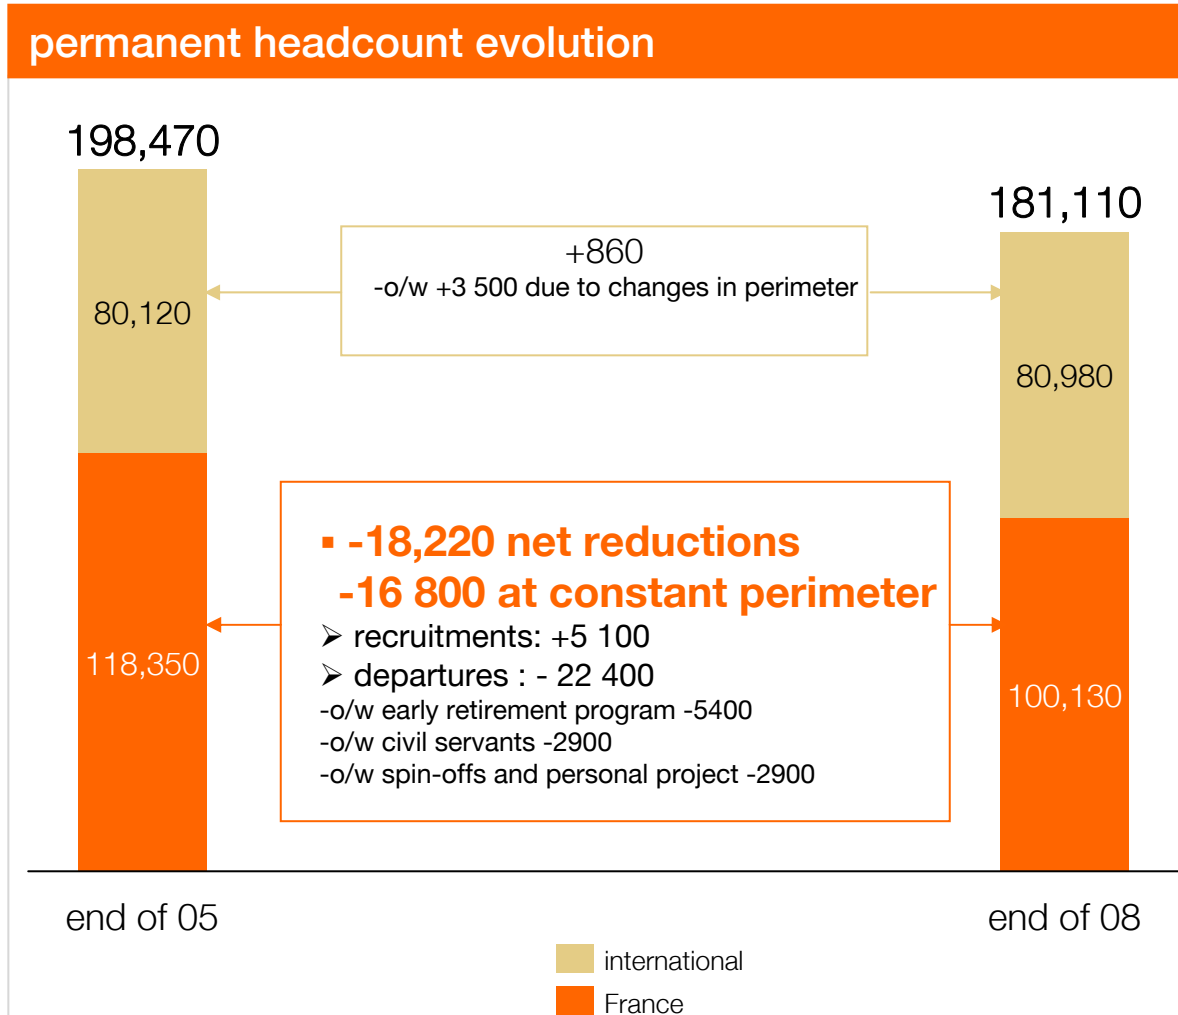 permanent headcount evolution
198,470
181,110
+860
-o/w +3 500 due to changes in perimeter
80,120
80,980
▪ -18,220 net reductions
-16 800 at constant perimeter
➢ recruitments: +5 100
➢ departures : - 22 400
-o/w early retirement program -5400
-o/w civil servants -2900
-o/w spin-offs and personal project -2900
118,350
100,130
end of 05
end of 08
international
France